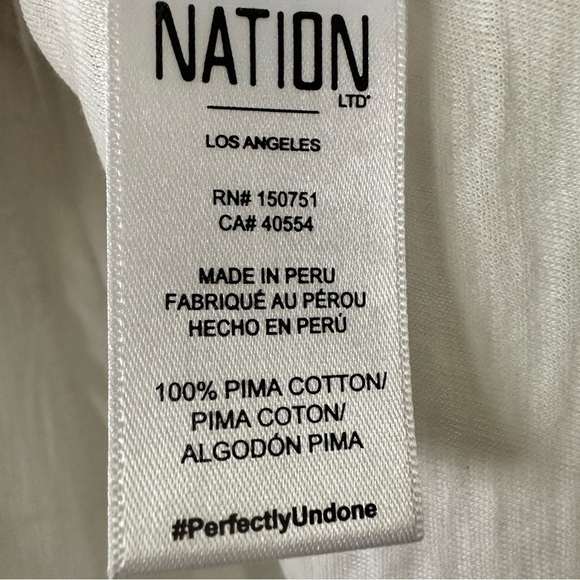 NATION
LTD
LOS ANGELES
RN# 150751
CA# 40554
MADE IN PERU
FABRIQUÉ AU PÉROU
HECHO EN PERÚ
100% PIMA COTTON/
PIMA COTON/
ALGODÓN PIMA
#PerfectlyUndone